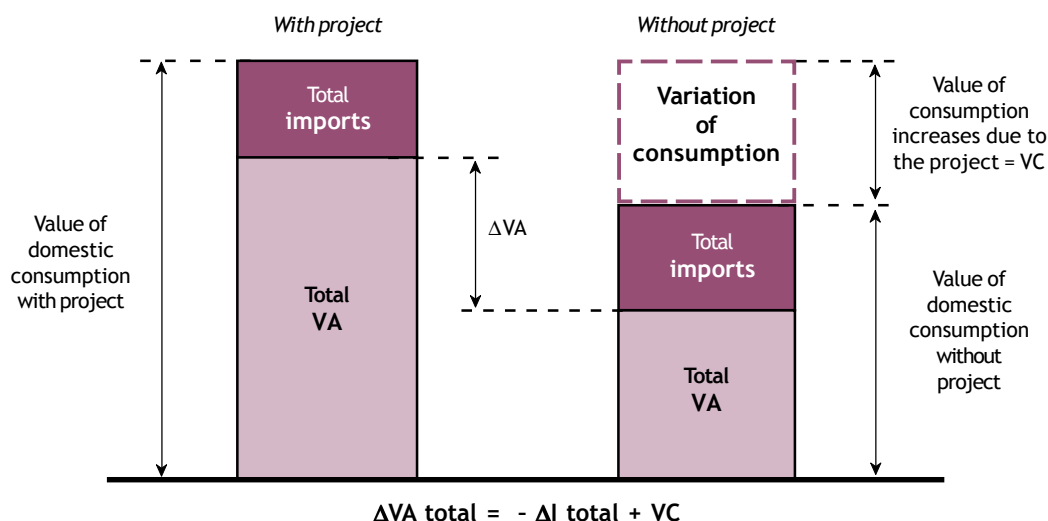 With project
Without project
Total
imports
Variation
of
consumption
Value of
consumption
increases due to
the project = VC
Value of
domestic
consumption
with project
ΔVA
Total
imports
Total
VA
Total
VA
Value of
domestic
consumption
without
project
ΔVA total = - ΔI total + VC